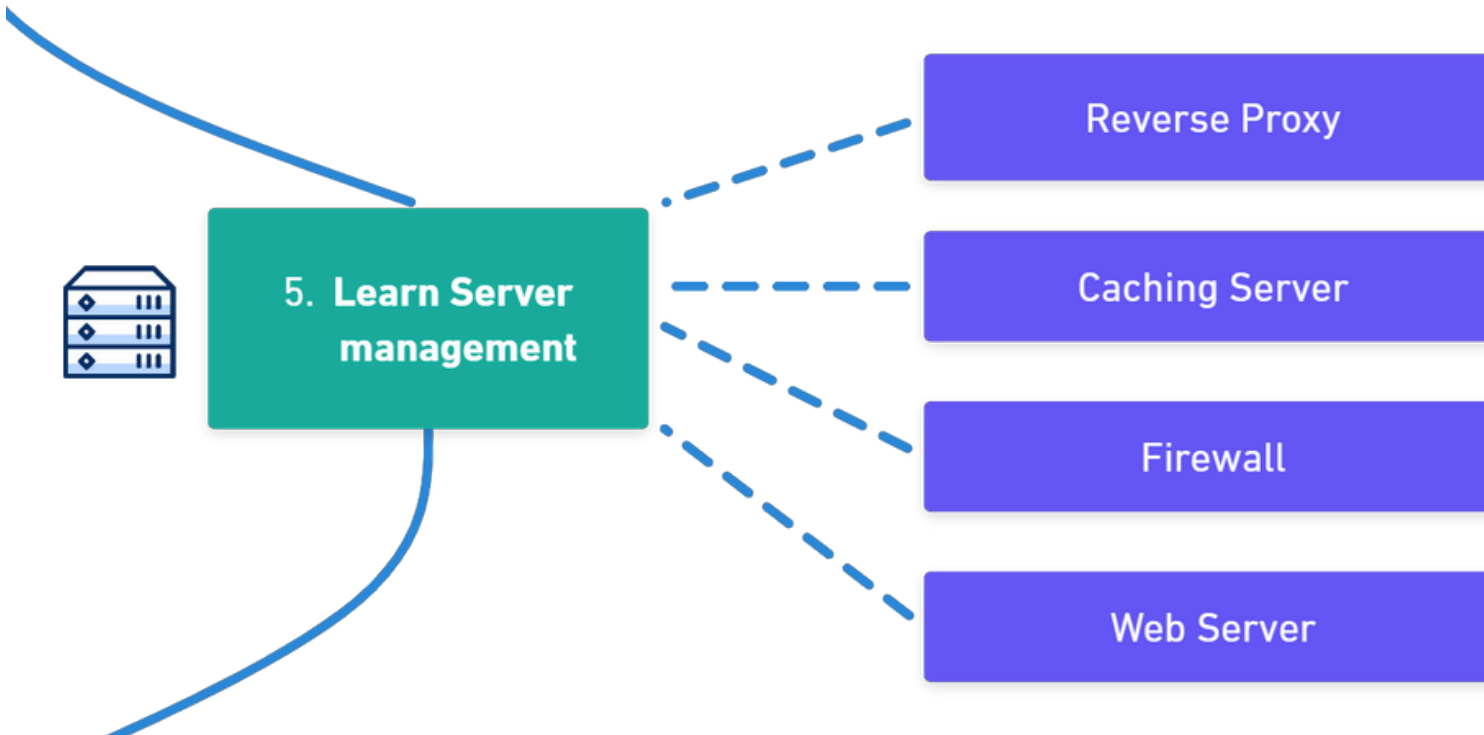 5. Learn Server
management
Reverse Proxy
Caching Server
Firewall
Web Server